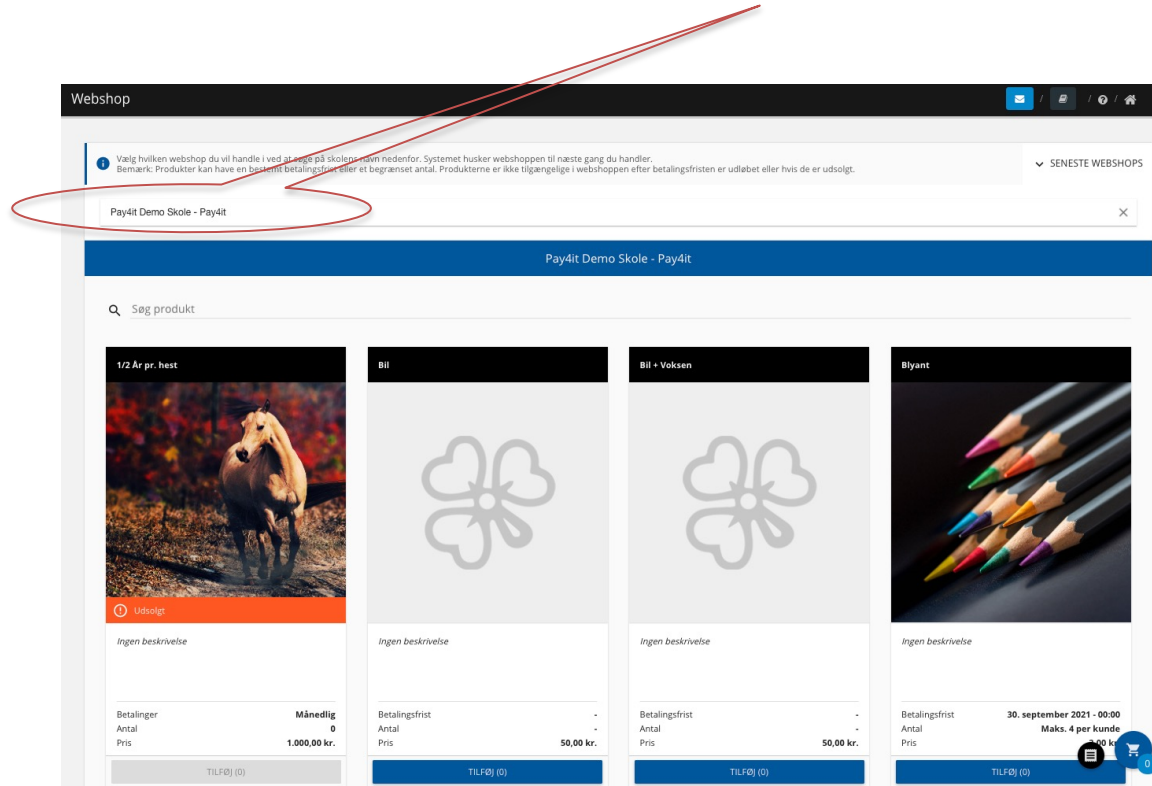 Webshop
/ / /
Vælg hvilken webshop du vil handle i ved at søge på skolens navn nedenfor. Systemet husker webshoppen til næste gang du handler.
Bemærk: Produkter kan have en bestemt betalingsfrist eller et begrænset antal. Produkterne er ikke tilgængelige i webshoppen efter betalingsfristen er udløbet eller hvis de er udsolgt.
SENESTE WEBSHOPS
Pay4it Demo Skole - Pay4it
Pay4it Demo Skole - Pay4it
Søg produkt
1/2 År pr. hest
Udsolgt
Ingen beskrivelse
Betalinger Månedlig
Antal 0
Pris 1.000,00 kr.
TILFØJ (0)
Bil
Ingen beskrivelse
Betalingsfrist -
Antal -
Pris 50,00 kr.
TILFØJ (0)
Bil + Voksen
Ingen beskrivelse
Betalingsfrist -
Antal -
Pris 50,00 kr.
TILFØJ (0)
Blyant
Ingen beskrivelse
Betalingsfrist 30. september 2021 - 00:00
Antal Maks. 4 per kunde
Pris
TILFØJ (0)
0